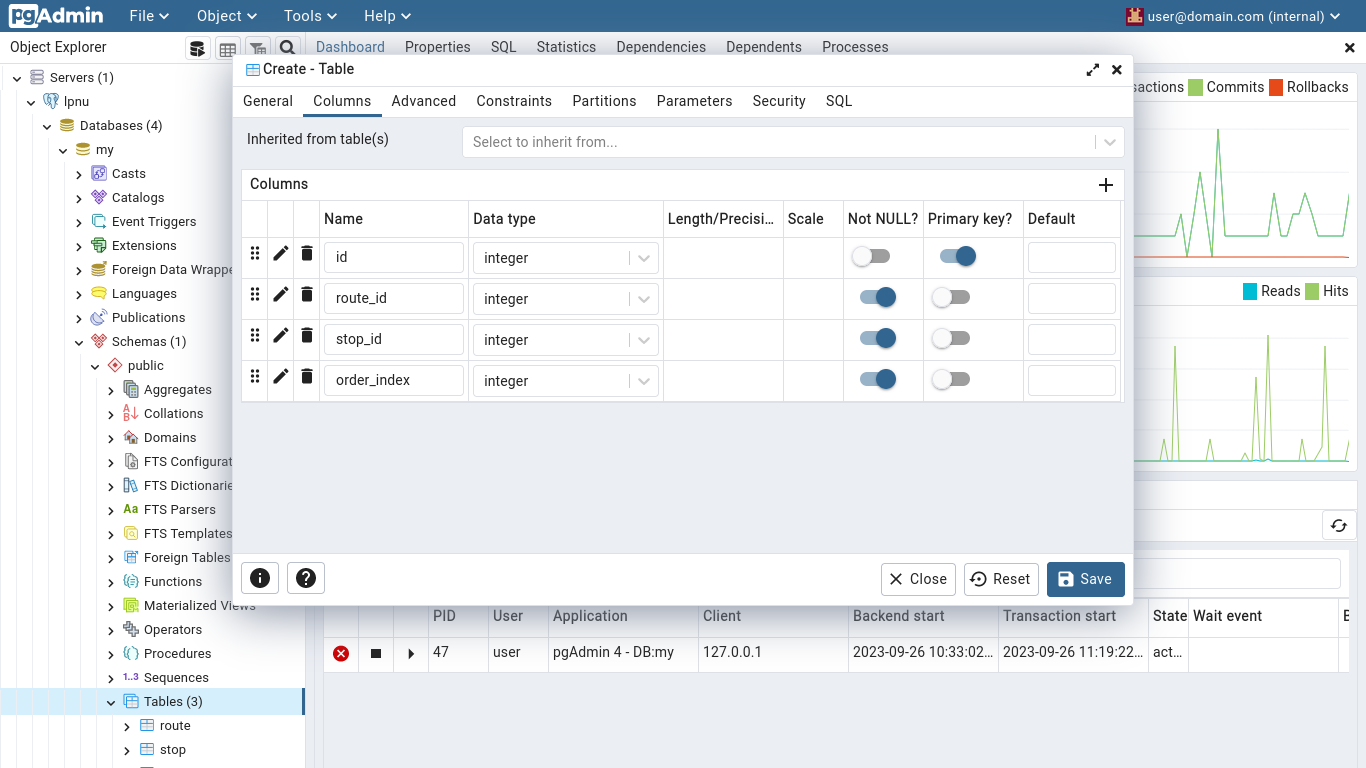 pgAdmin File Object Tools Help user@domain.com (internal)
Object Explorer
Dashboard Properties SQL Statistics Dependencies Dependents Processes
Servers (1)
lpnu
Databases (4)
my
Casts
Catalogs
Event Triggers
Extensions
Foreign Data Wrappe
Languages
Publications
Schemas (1)
public
Aggregates
Collations
Domains
FTS Configurat
FTS Dictionarie
Aa FTS Parsers
FTS Templates
Foreign Tables
Functions
Materialized Views
Operators
Procedures
1..3 Sequences
Tables (3)
route
stop
Create - Table
General Columns Advanced Constraints Partitions Parameters Security SQL
Inherited from table(s) Select to inherit from...
Columns
Name Data type Length/Precisi... Scale Not NULL? Primary key? Default
id integer
route_id integer
stop_id integer
order_index integer
Close Reset Save
sactions Commits Rollbacks
Reads Hits
PID User Application Client Backend start Transaction start State Wait event
47 user pgAdmin 4 - DB:my 127.0.0.1 2023-09-26 10:33:02... 2023-09-26 11:19:22... act...